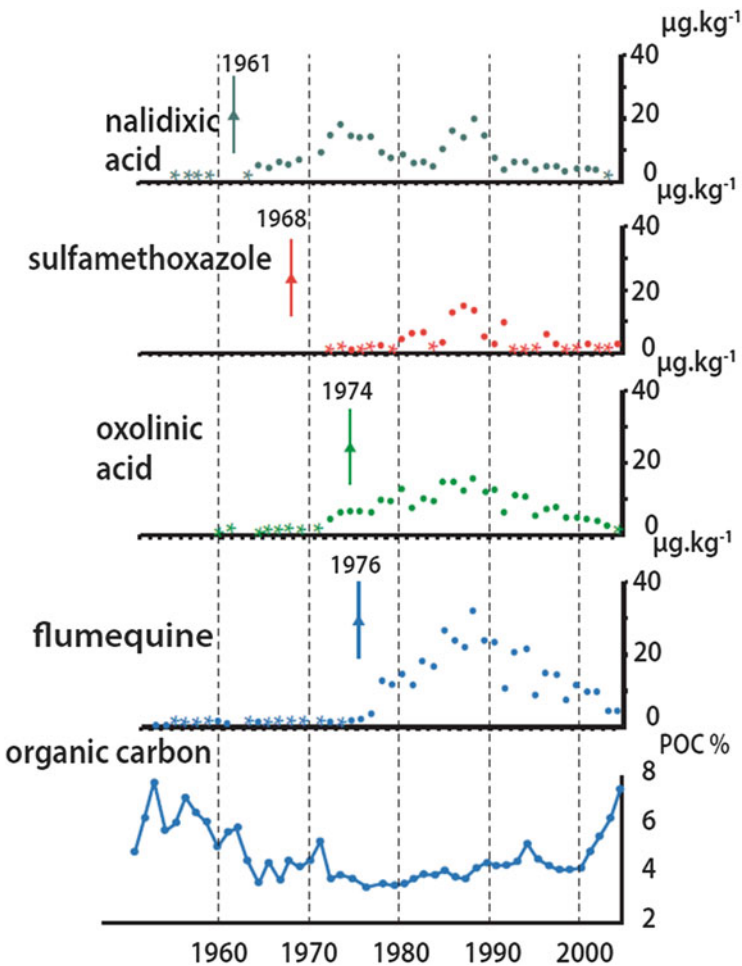 µg.kg-1
1961
40
nalidixic
acid
20
0
µg.kg-1
1968
40
sulfamethoxazole
20
0
µg.kg-1
1974
40
oxolinic
acid
20
0
µg.kg-1
1976
40
flumequine
20
0
organic carbon
POC %
8
6
4
2
1960 1970 1980 1990 2000